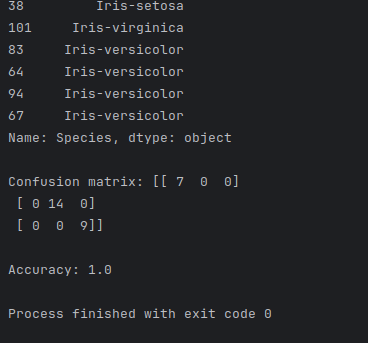 38         Iris-setosa
101     Iris-virginica
83     Iris-versicolor
64     Iris-versicolor
94     Iris-versicolor
67     Iris-versicolor
Name: Species, dtype: object
Confusion matrix: [[ 7  0  0]
 [ 0 14  0]
 [ 0  0  9]]
Accuracy: 1.0
Process finished with exit code 0